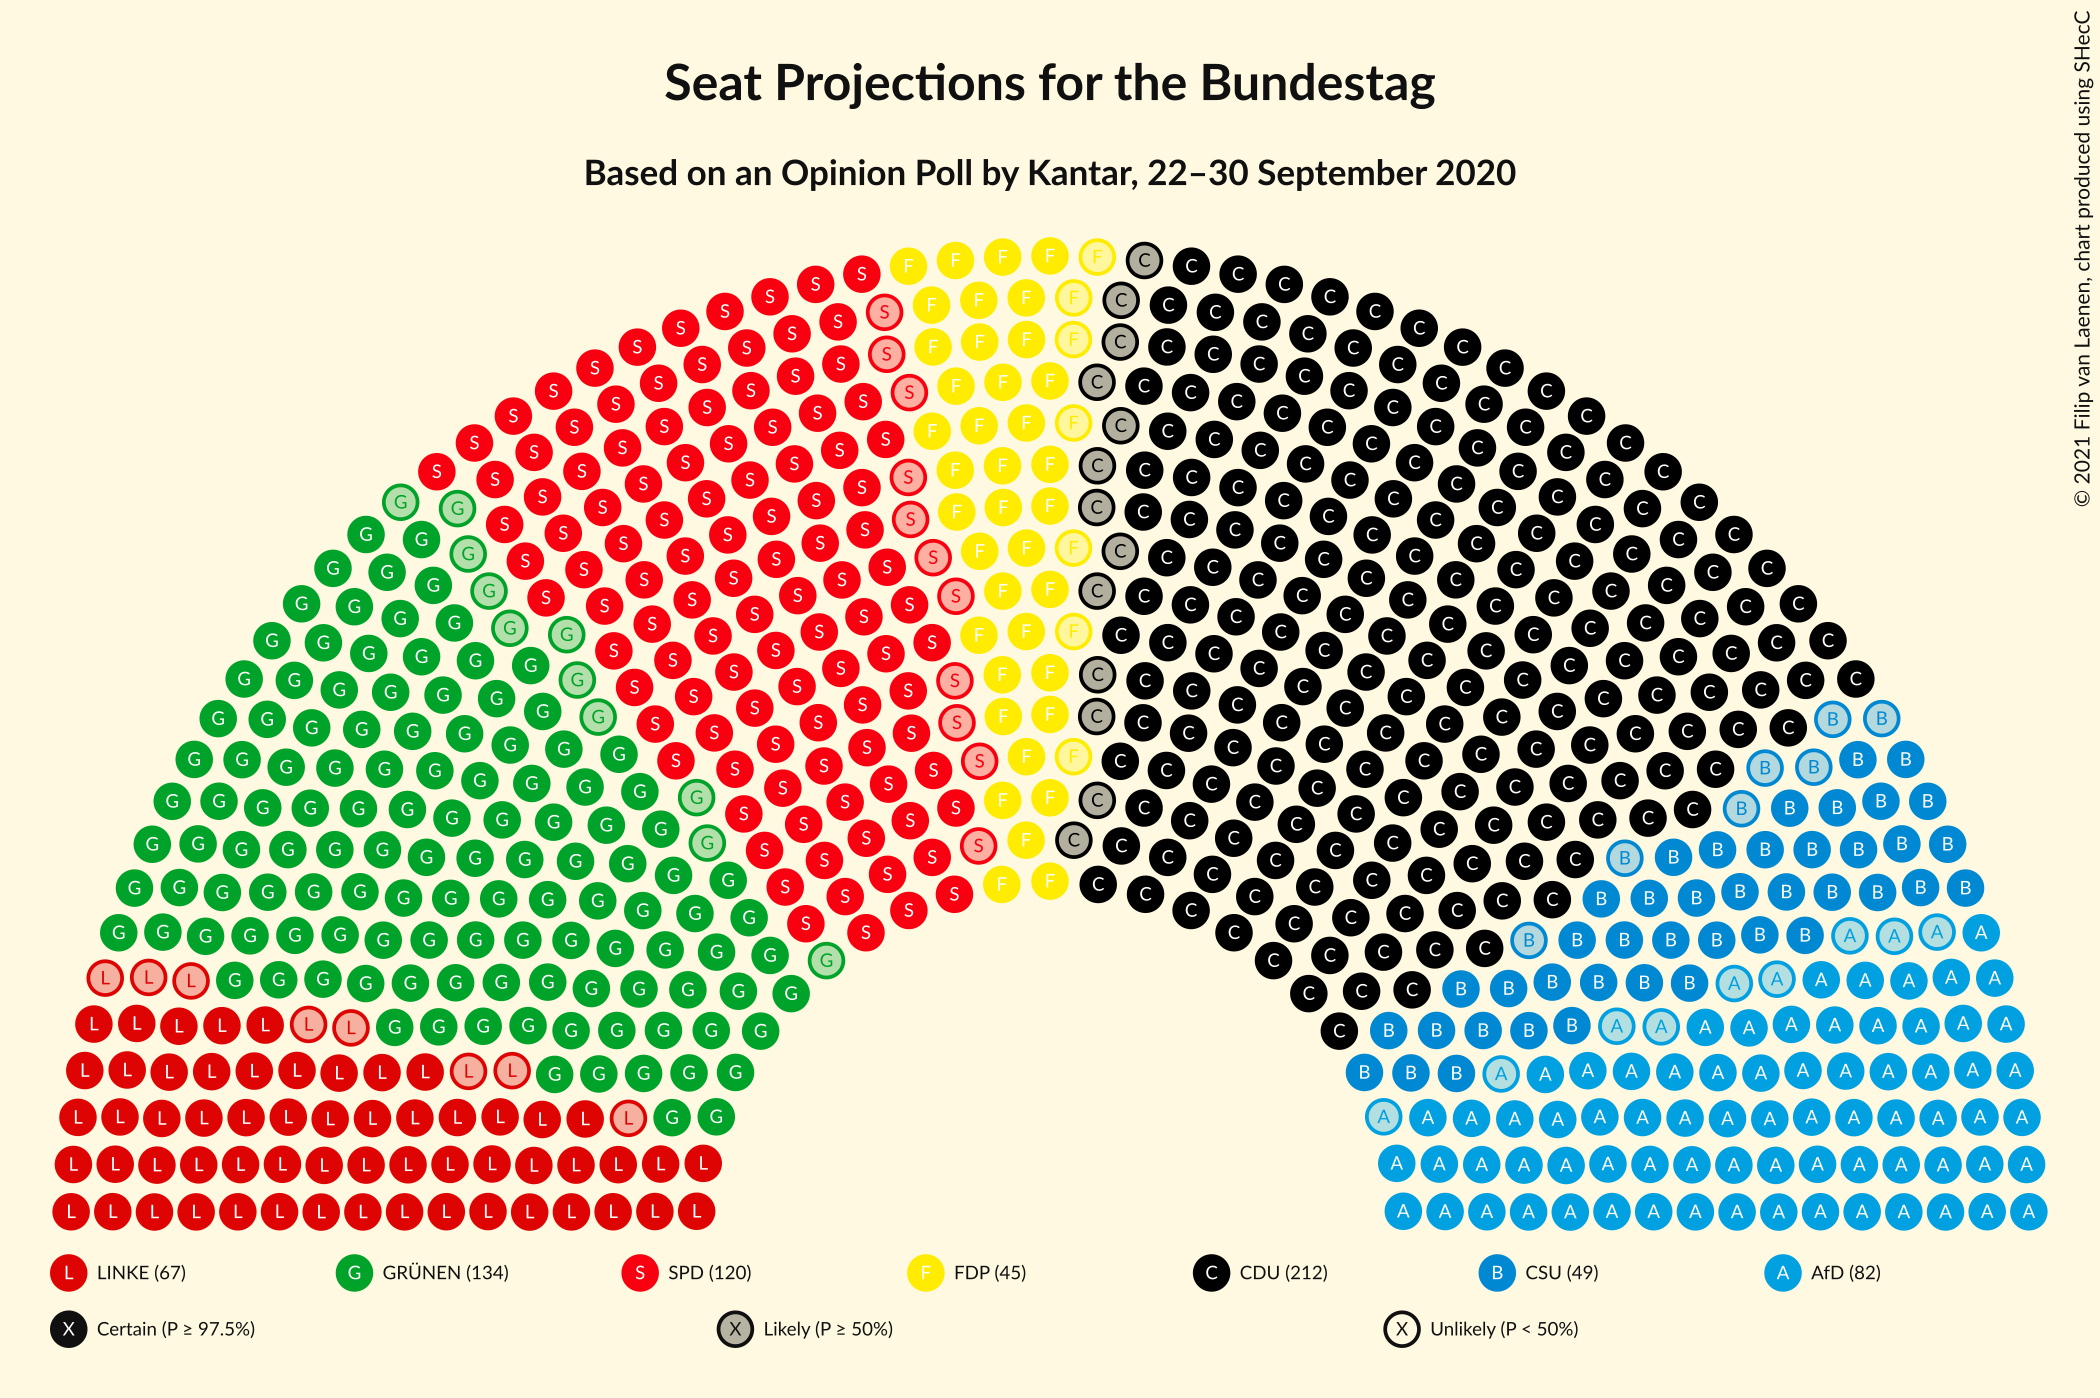 Seat Projections for the Bundestag
Based on an Opinion Poll by Kantar, 22–30 September 2020
© 2021 Filip van Laenen, chart produced using SHecC
L LINKE (67) G GRÜNEN (134) S SPD (120) F FDP (45) C CDU (212) B CSU (49) A AfD (82)
X Certain (P ≥ 97.5%) X Likely (P ≥ 50%) X Unlikely (P < 50%)